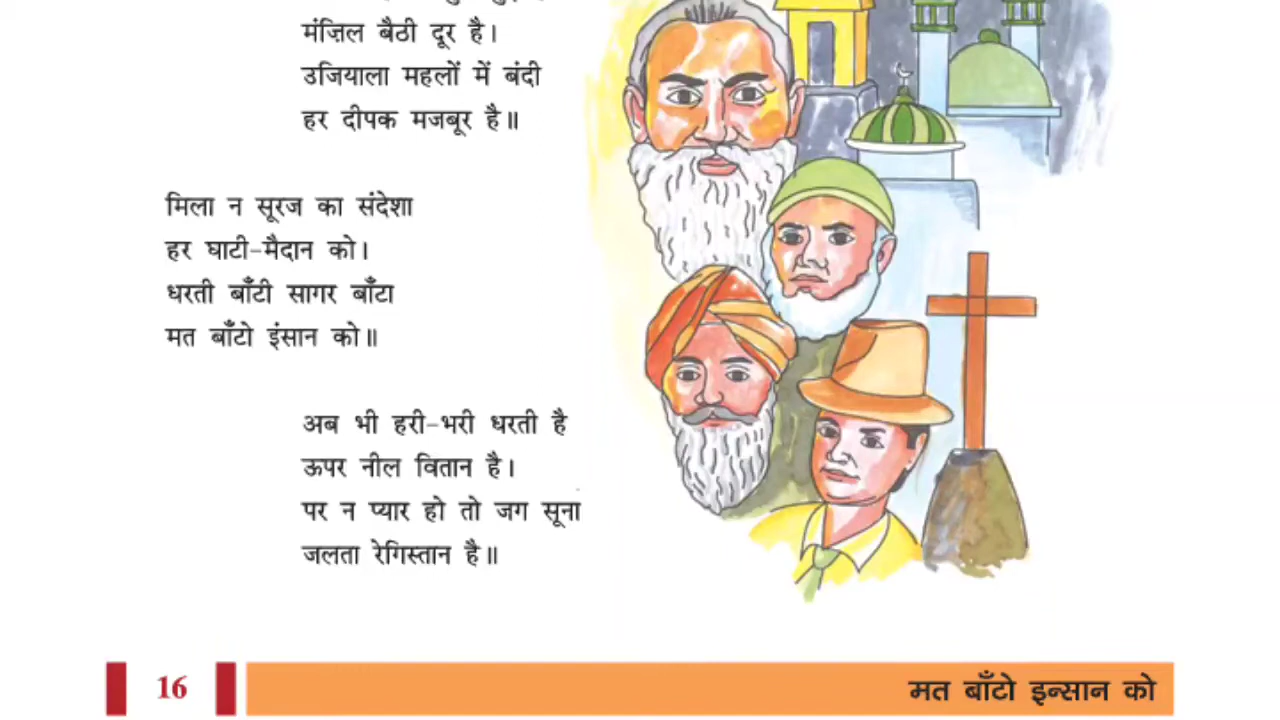 मंज़िल बैठी दूर है।
उजियाला महलों में बंदी
हर दीपक मजबूर है॥
मिला न सूरज का संदेशा
हर घाटी-मैदान को।
धरती बाँटी सागर बाँटा
मत बाँटो इंसान को॥
अब भी हरी-भरी धरती है
ऊपर नील वितान है।
पर न प्यार हो तो जग सूना
जलता रेगिस्तान है॥
16
मत बाँटो इन्सान को